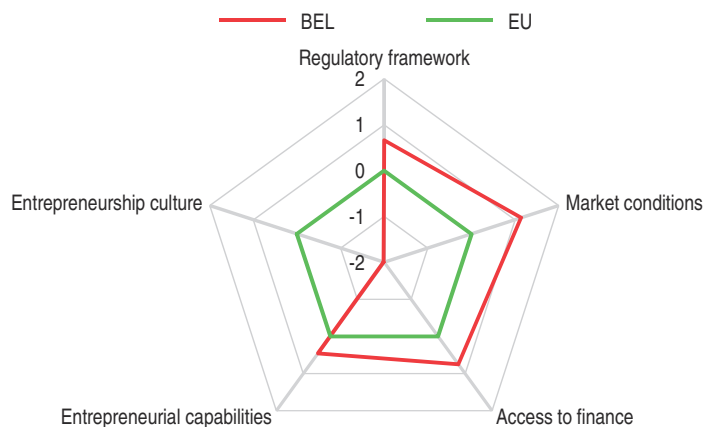 BEL EU
Regulatory framework
2
1
0
-1
-2
Entrepreneurship culture
Market conditions
Entrepreneurial capabilities
Access to finance